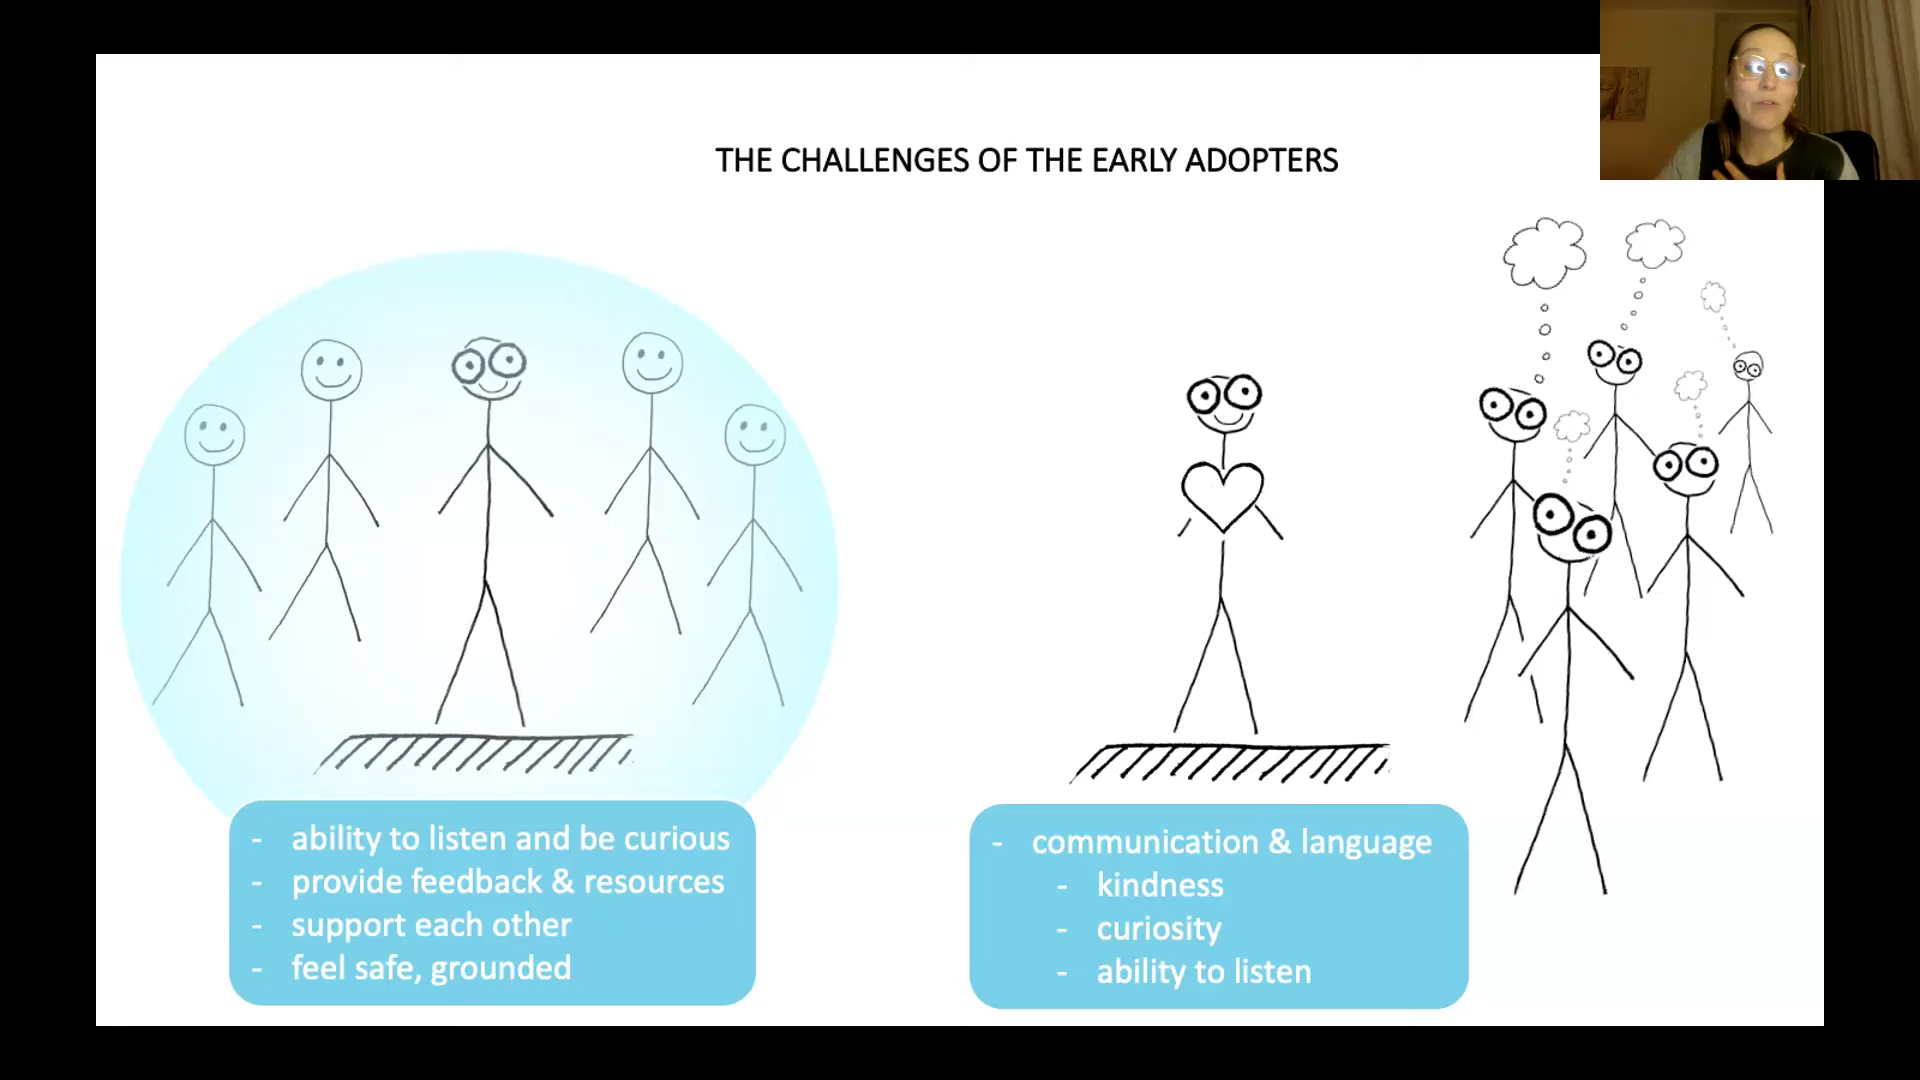 THE CHALLENGES OF THE EARLY ADOPTERS
- ability to listen and be curious
- provide feedback & resources
- support each other
- feel safe, grounded
- communication & language
- kindness
- curiosity
- ability to listen